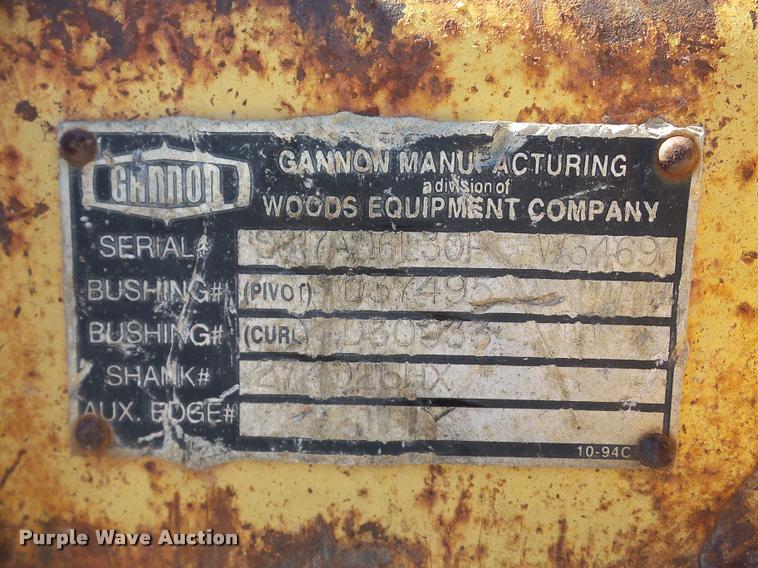 GANNON
GANNON MANUFACTURING
a division of
WOODS EQUIPMENT COMPANY
SERIAL# W3469
BUSHING# (PIVOT)
BUSHING# (CURL
SHANK#
AUX. EDGE#
10-94C
Purple Wave Auction®